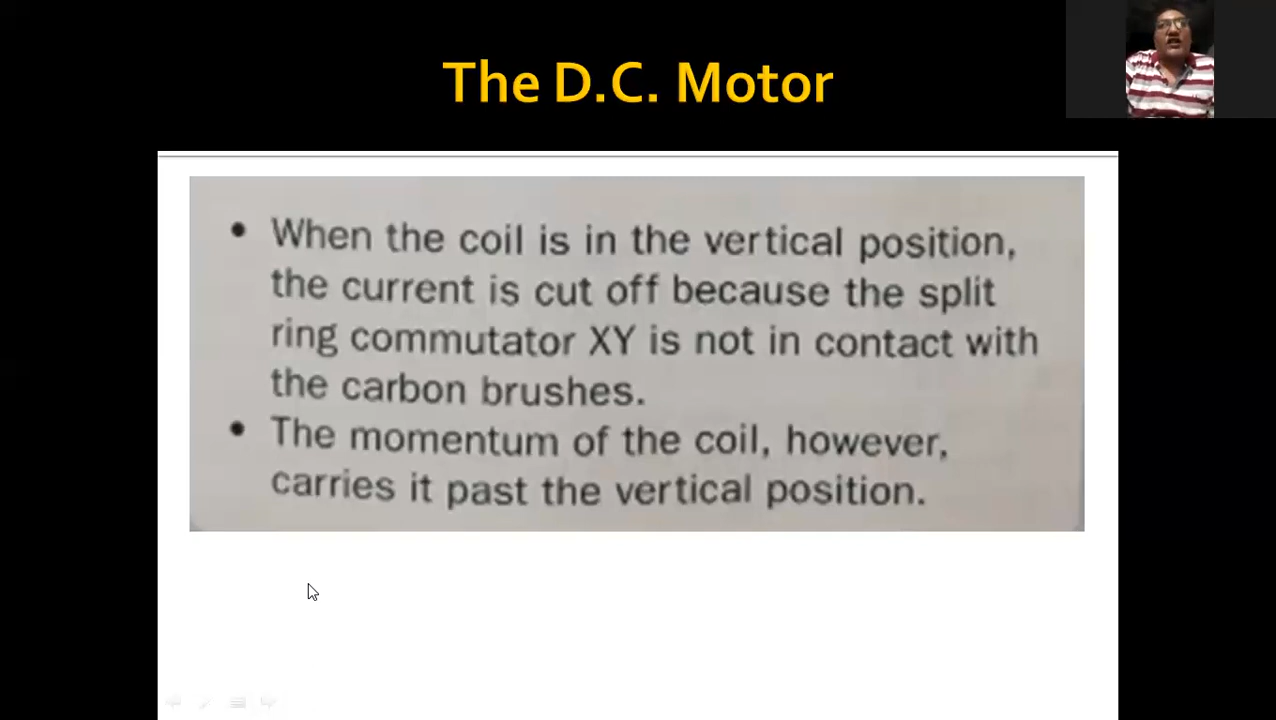 The D.C. Motor
• When the coil is in the vertical position,
the current is cut off because the split
ring commutator XY is not in contact with
the carbon brushes.
• The momentum of the coil, however,
carries it past the vertical position.